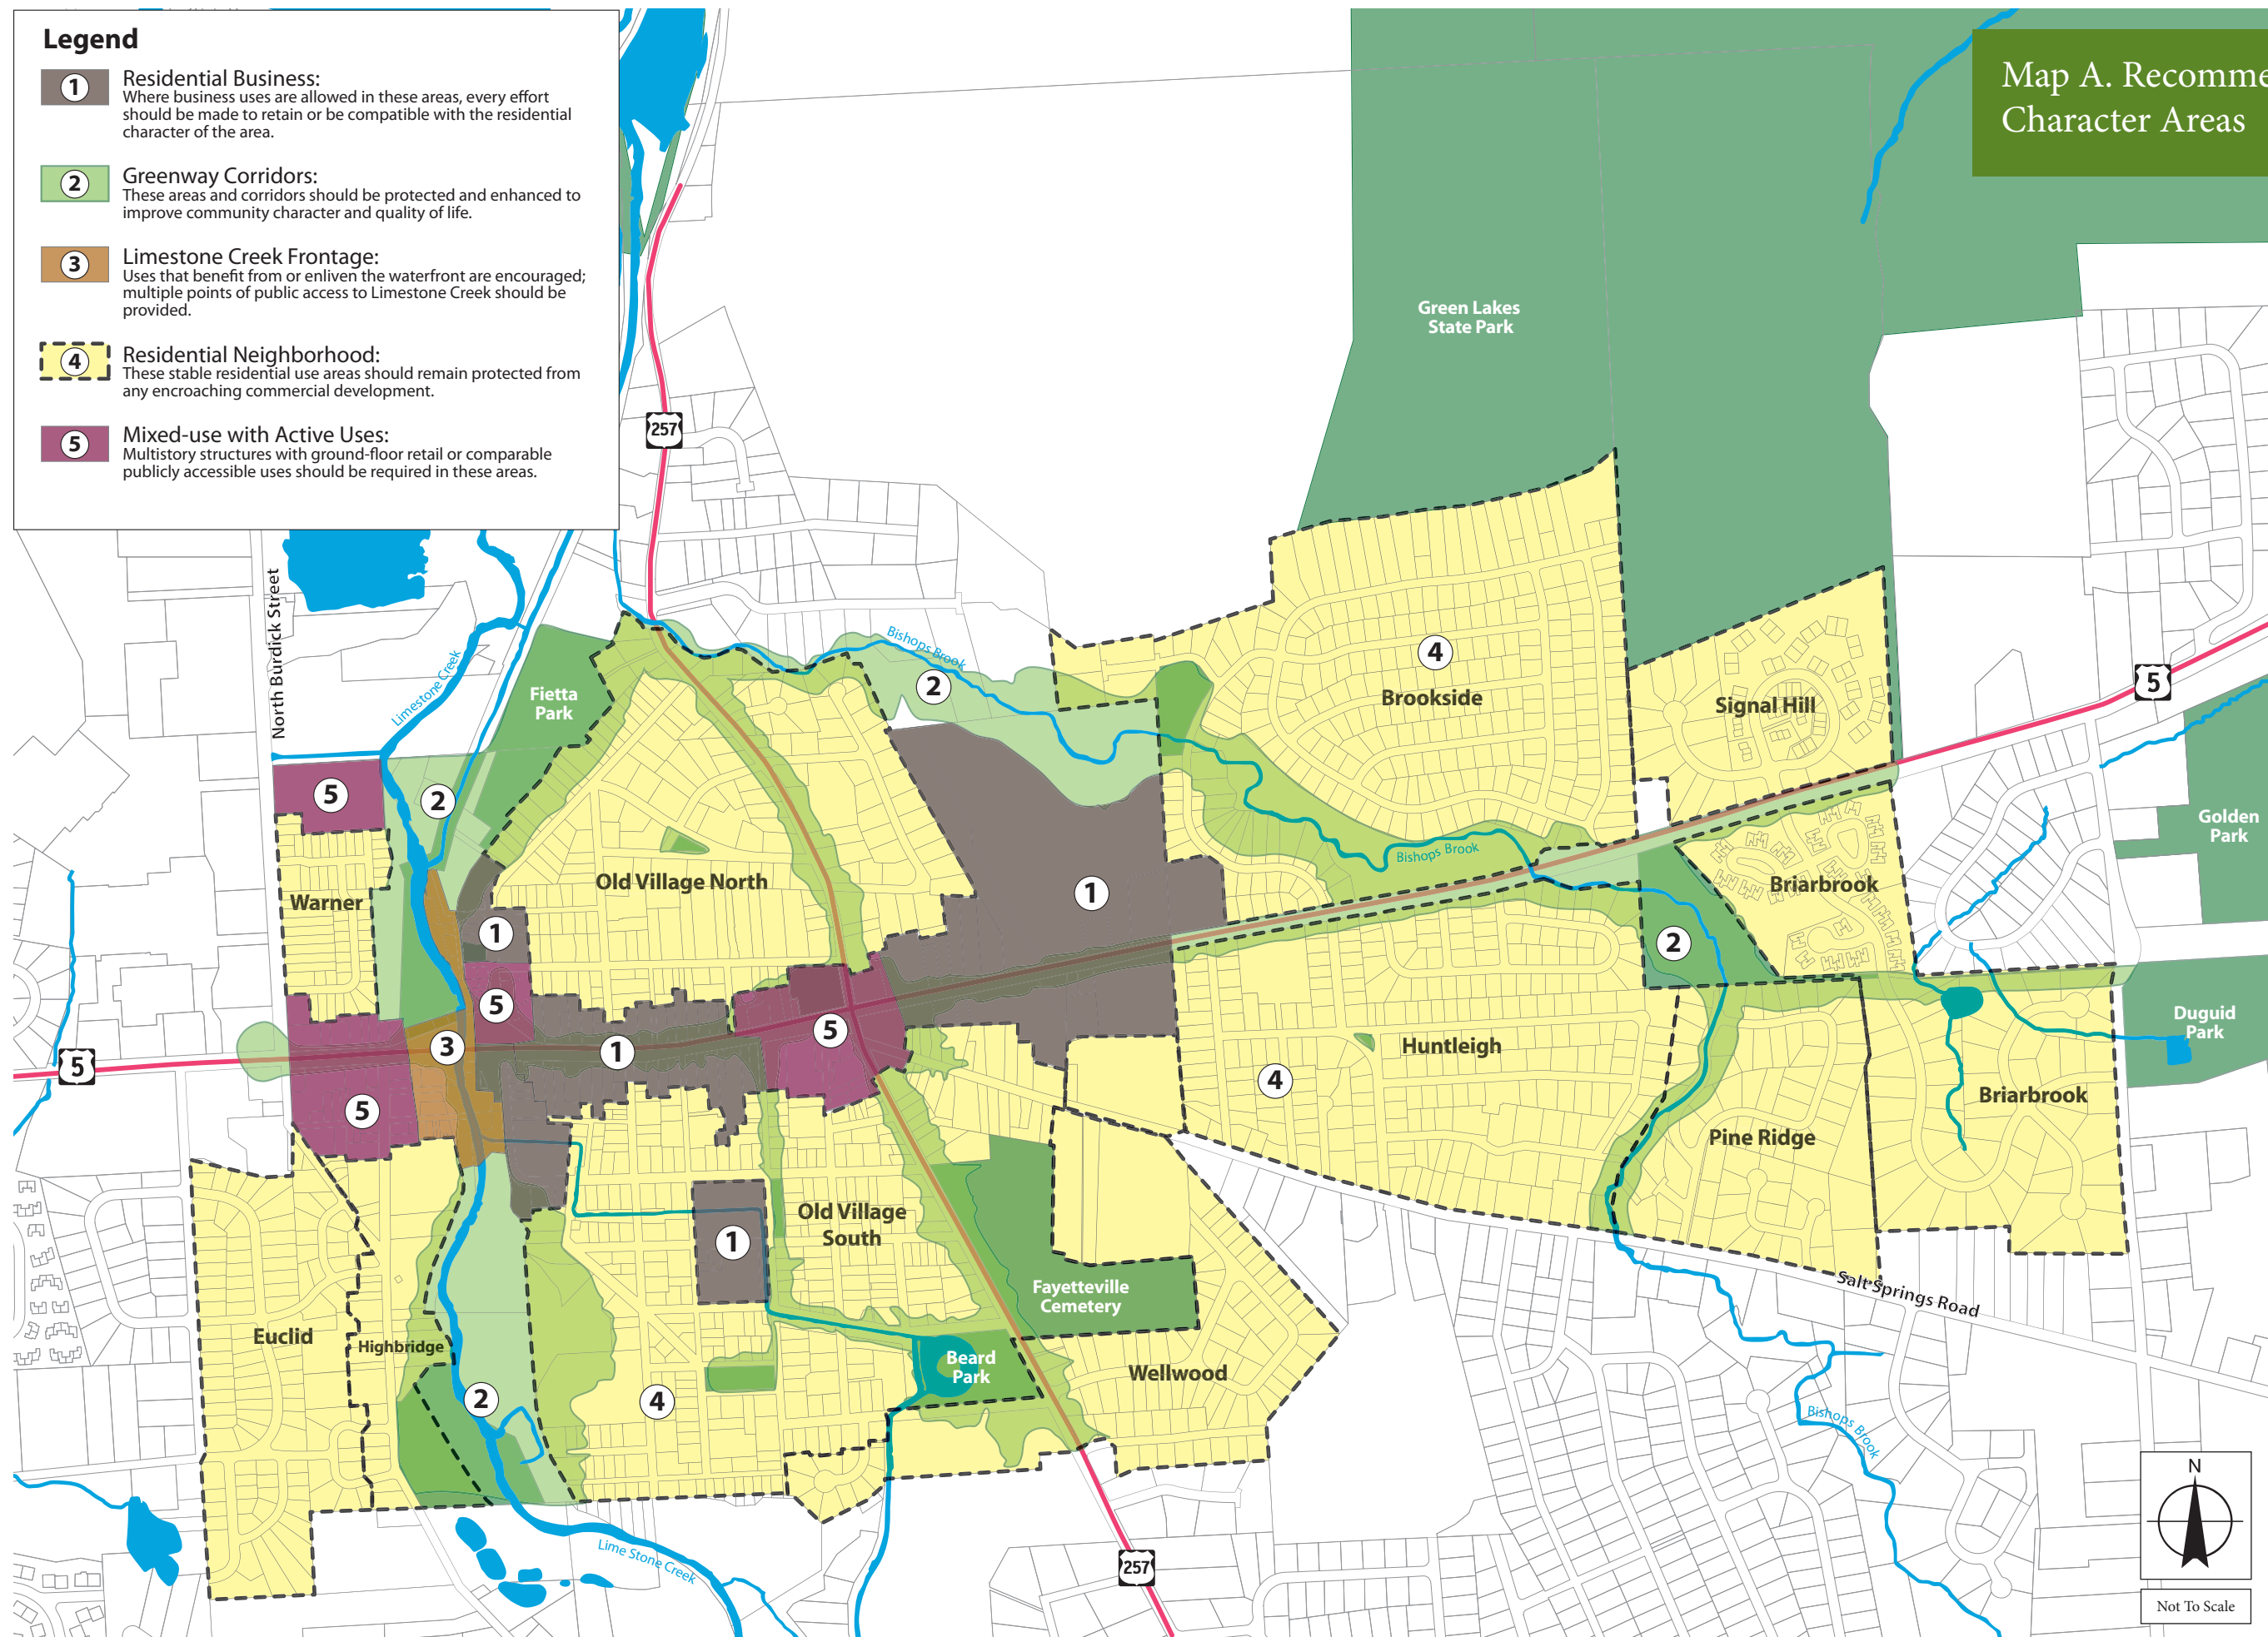 Legend
1
Residential Business:
Where business uses are allowed in these areas, every effort
should be made to retain or be compatible with the residential
character of the area.
2
Greenway Corridors:
These areas and corridors should be protected and enhanced to
improve community character and quality of life.
3
Limestone Creek Frontage:
Uses that benefit from or enliven the waterfront are encouraged;
multiple points of public access to Limestone Creek should be
provided.
4
Residential Neighborhood:
These stable residential use areas should remain protected from
any encroaching commercial development.
5
Mixed-use with Active Uses:
Multistory structures with ground-floor retail or comparable
publicly accessible uses should be required in these areas.
Map A. Recomme
Character Areas
Green Lakes
State Park
257
North Burdick Street
Limestone Creek
Fietta
Park
Bishops Brook
2
4
Brookside
Signal Hill
5
5
2
Golden
Park
Warner
Old Village North
1
Bishops Brook
Briarbrook
1
2
5
5
Duguid
Park
5
3
1
Huntleigh
4
5
Briarbrook
Pine Ridge
Old Village
South
1
Fayetteville
Cemetery
Salt Springs Road
Euclid
Highbridge
Beard
Park
Wellwood
2
4
Bishops Brook
Lime Stone Creek
257
N
Not To Scale